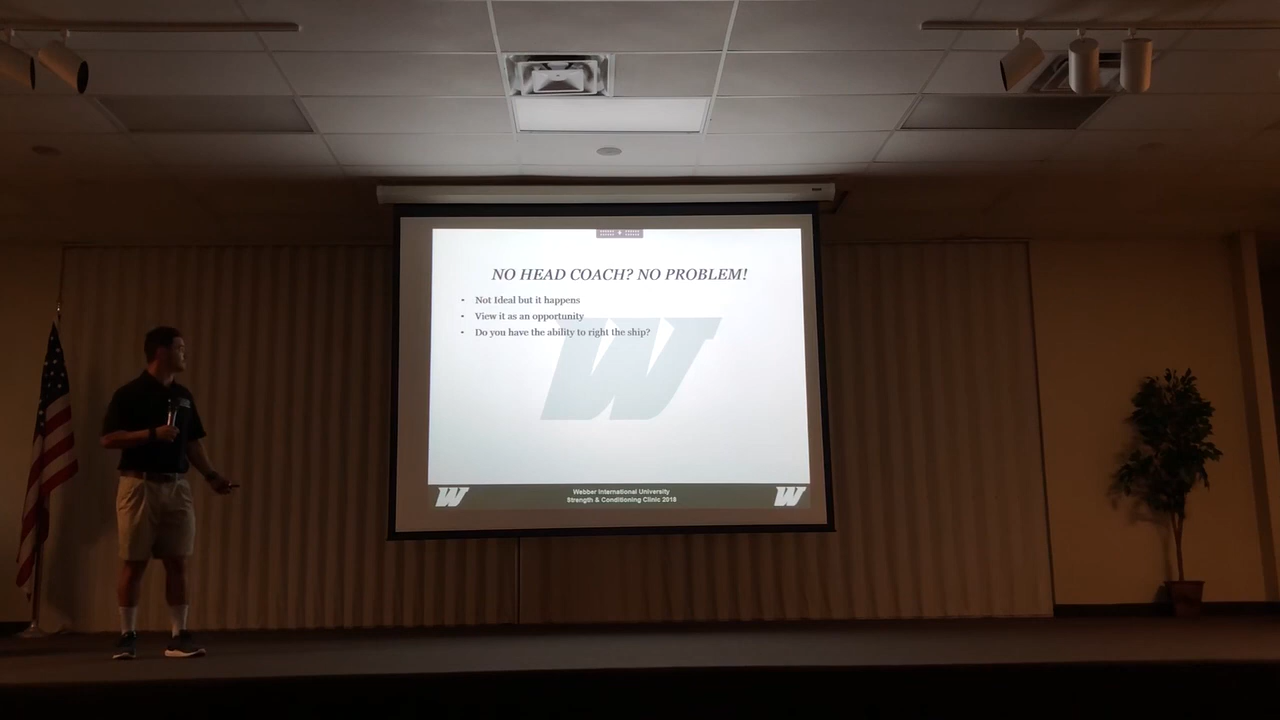 NO HEAD COACH? NO PROBLEM!
- Not Ideal but it happens
- View it as an opportunity
- Do you have the ability to right the ship?
W
W
Webber International University
Strength & Conditioning Clinic 2018
W